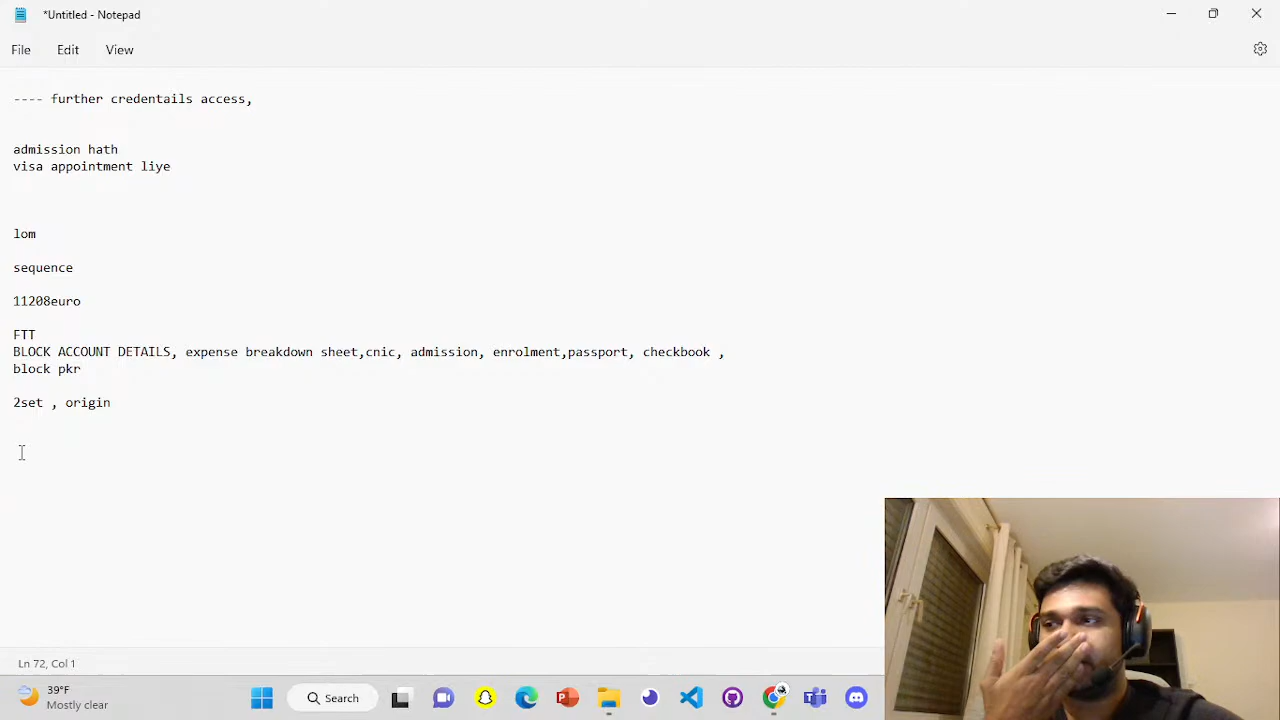 *Untitled - Notepad
File Edit View
---- further credentails access,
admission hath
visa appointment liye
lom
sequence
11208euro
FTT
BLOCK ACCOUNT DETAILS, expense breakdown sheet,cnic, admission, enrolment,passport, checkbook ,
block pkr
2set , origin
Ln 72, Col 1
39°F
Mostly clear
Search